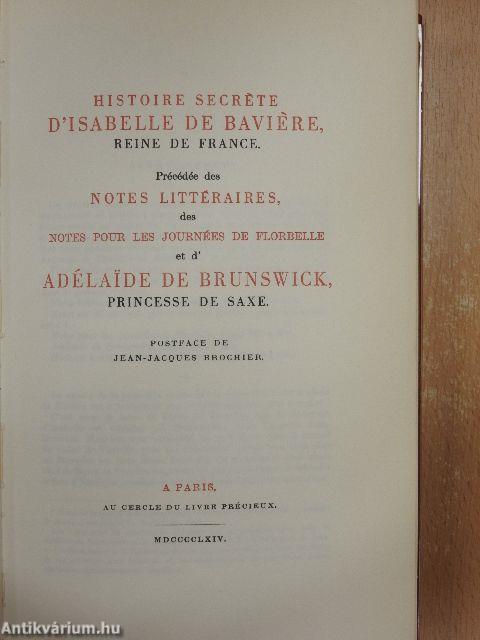 HISTOIRE SECRÈTE
D'ISABELLE DE BAVIÈRE,
REINE DE FRANCE.
Précédée des
NOTES LITTÉRAIRES,
des
NOTES POUR LES JOURNÉES DE FLORBELLE
et d'
ADÉLAÏDE DE BRUNSWICK,
PRINCESSE DE SAXE.
POSTFACE DE
JEAN-JACQUES BROCHIER.
A PARIS,
AU CERCLE DU LIVRE PRÉCIEUX.
MDCCCCLXIV.
Antikvárium.hu